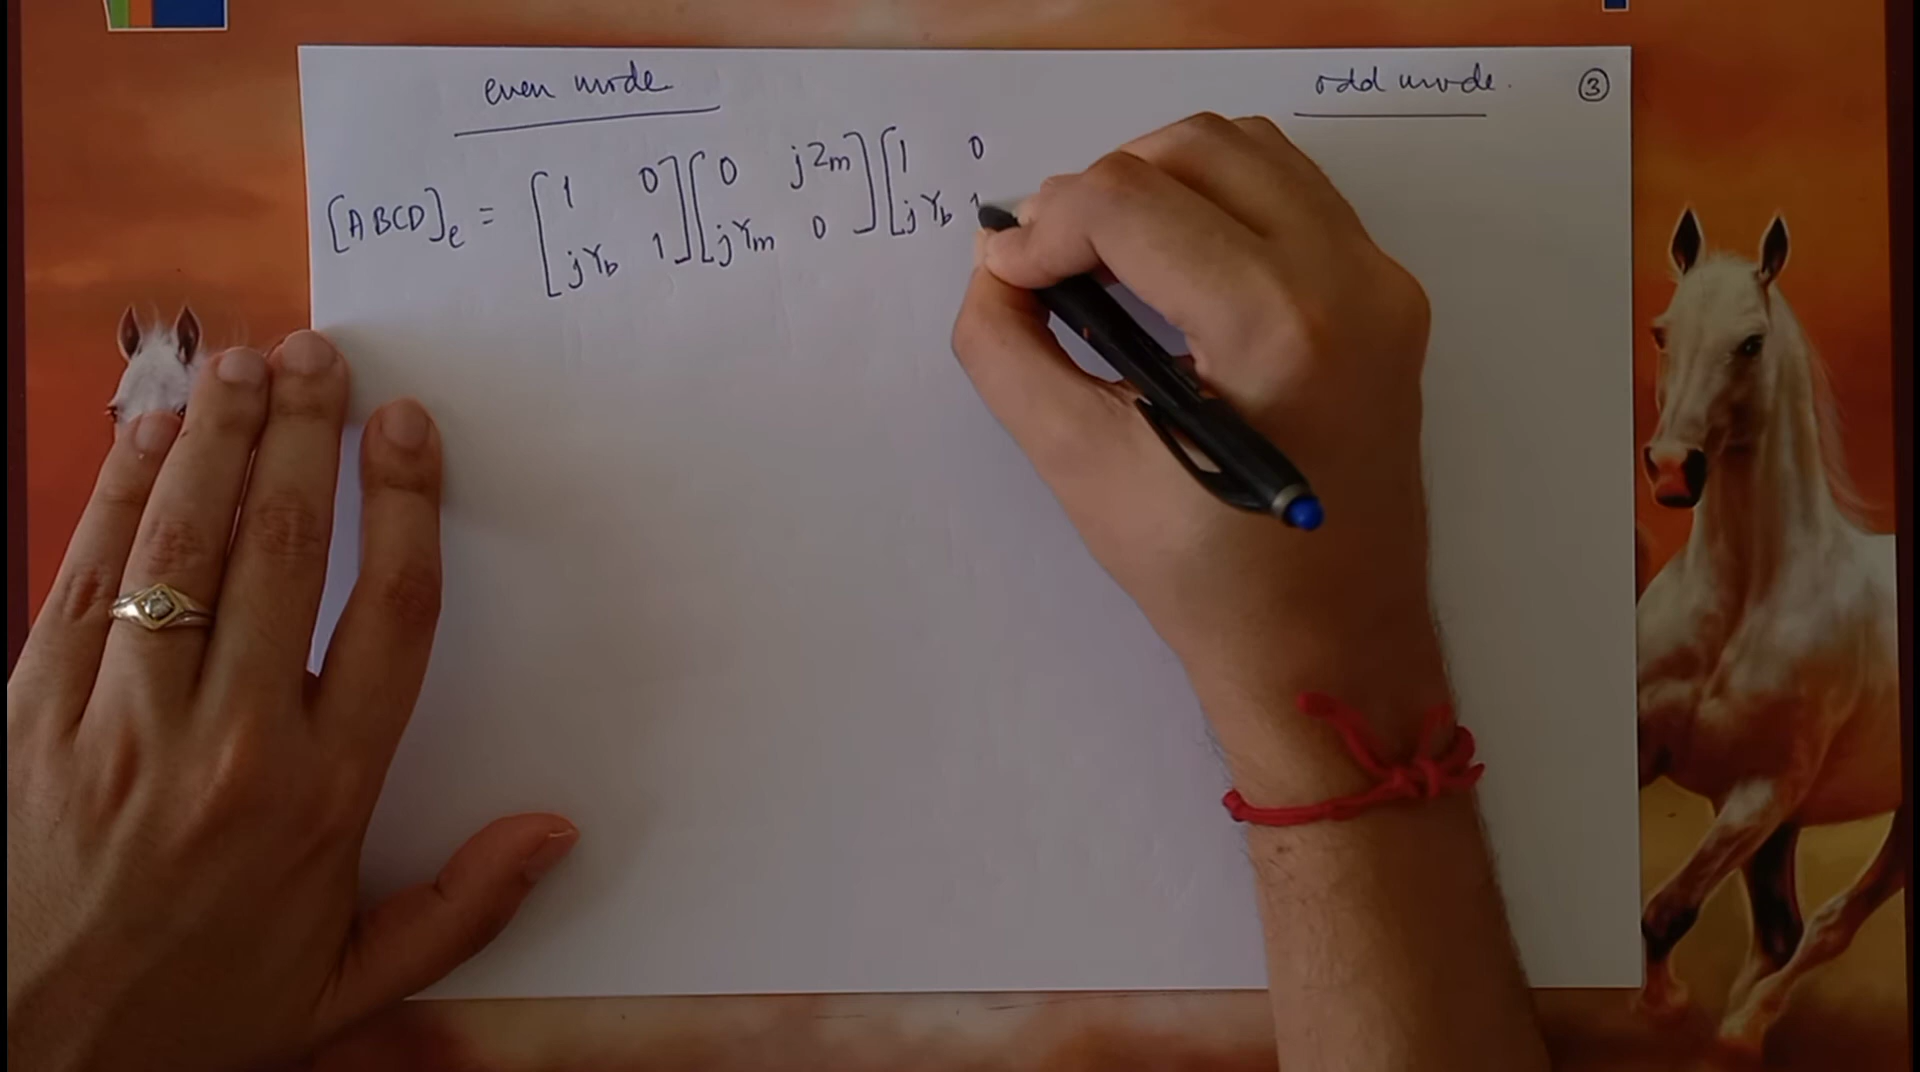 even mode odd mode. ③
[ABCD]e = [1 0 jYb 1] [0 jZm jYm 0] [1 0 jYb 1